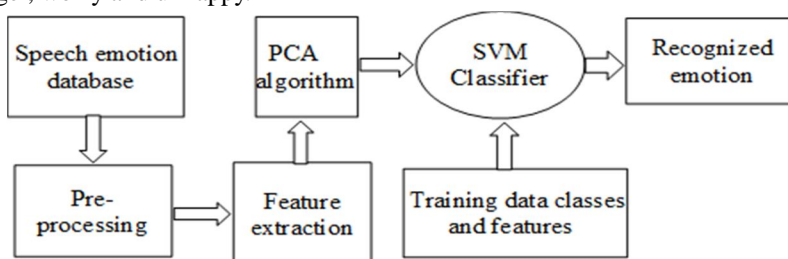 Speech emotion
database
PCA
algorithm
SVM
Classifier
Recognized
emotion
Pre-
processing
Feature
extraction
Training data classes
and features